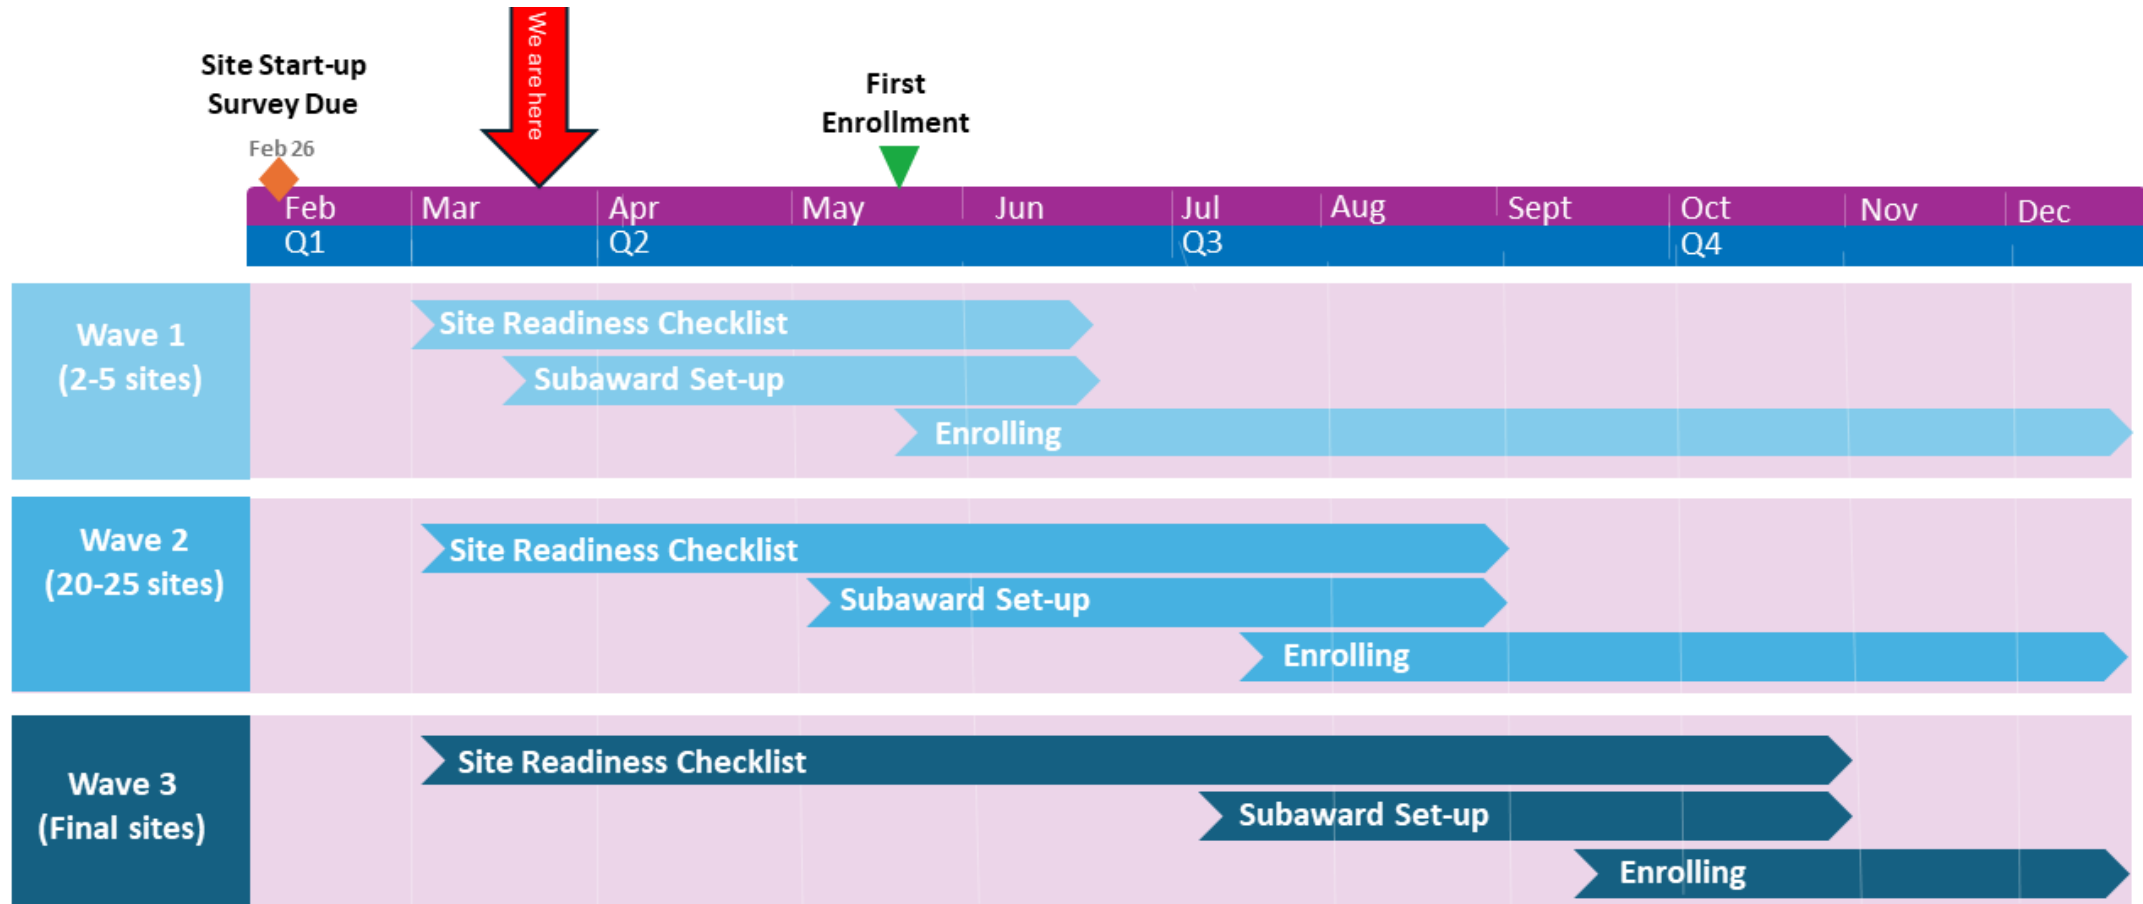 We are here
Site Start-up
Survey Due
Feb 26
First
Enrollment
Feb Mar Apr May Jun Jul Aug Sept Oct Nov Dec
Q1 Q2 Q3 Q4
Wave 1
(2-5 sites)
Site Readiness Checklist
Subaward Set-up
Enrolling
Wave 2
(20-25 sites)
Site Readiness Checklist
Subaward Set-up
Enrolling
Wave 3
(Final sites)
Site Readiness Checklist
Subaward Set-up
Enrolling